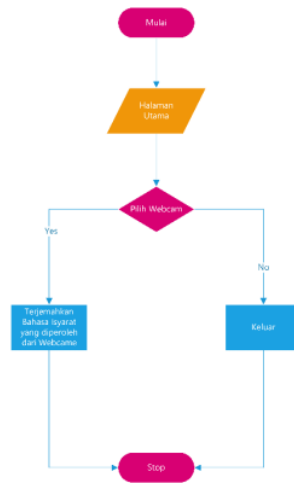 Mulai
Halaman
Utama
Pilih Webcam
Yes
No
Terjemahkan
Bahasa Isyarat
yang diperoleh
dari Webcame
Keluar
Stop